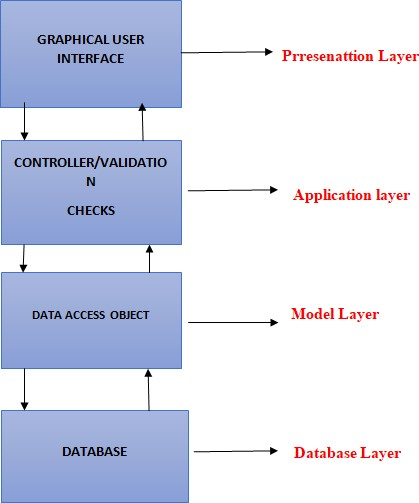 GRAPHICAL USER
INTERFACE
Prresenattion Layer
CONTROLLER/VALIDATIO
N
CHECKS
Application layer
DATA ACCESS OBJECT
Model Layer
DATABASE
Database Layer